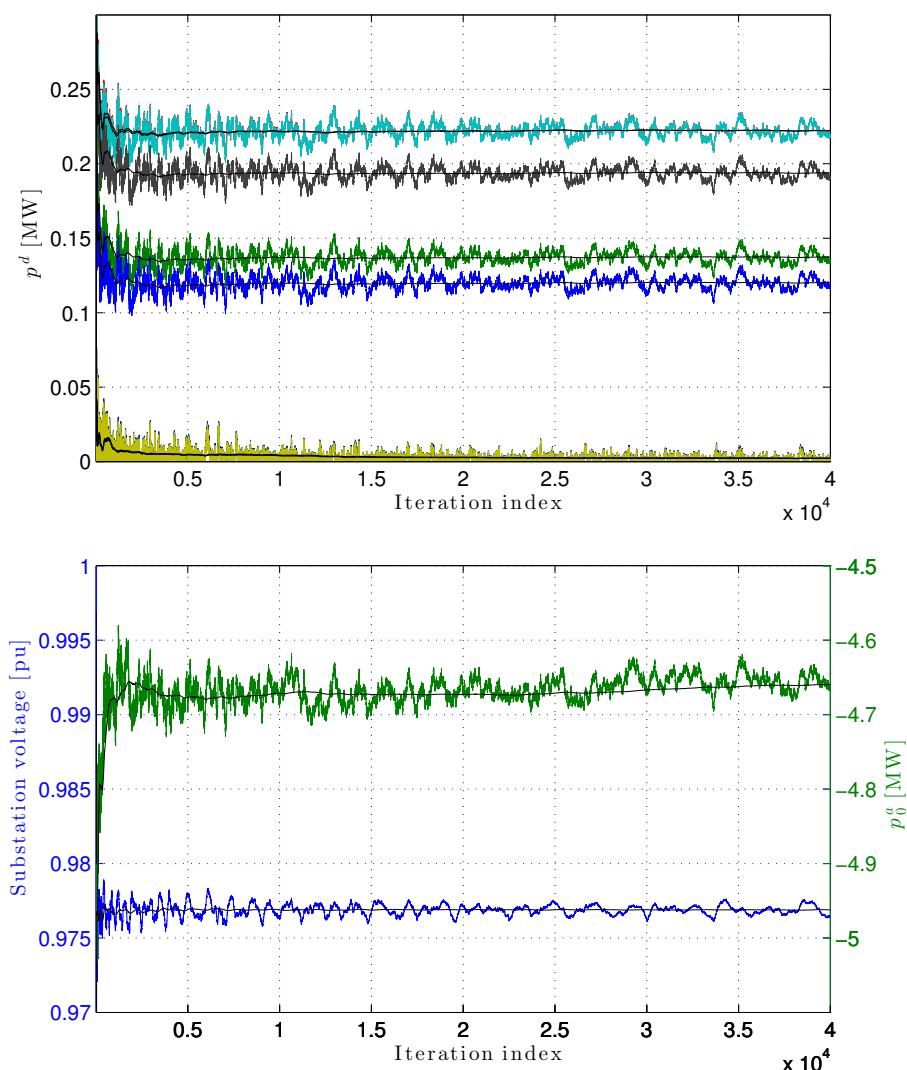 0.25
0.2
0.15
0.1
0.05
0
p^d [MW]
0.5 1 1.5 2 2.5 3 3.5 4
Iteration index
x 10^4
1
0.995
0.99
0.985
0.98
0.975
0.97
Substation voltage [pu]
−4.5
−4.6
−4.7
−4.8
−4.9
−5
p_0^a [MW]
0.5 1 1.5 2 2.5 3 3.5 4
Iteration index
x 10^4